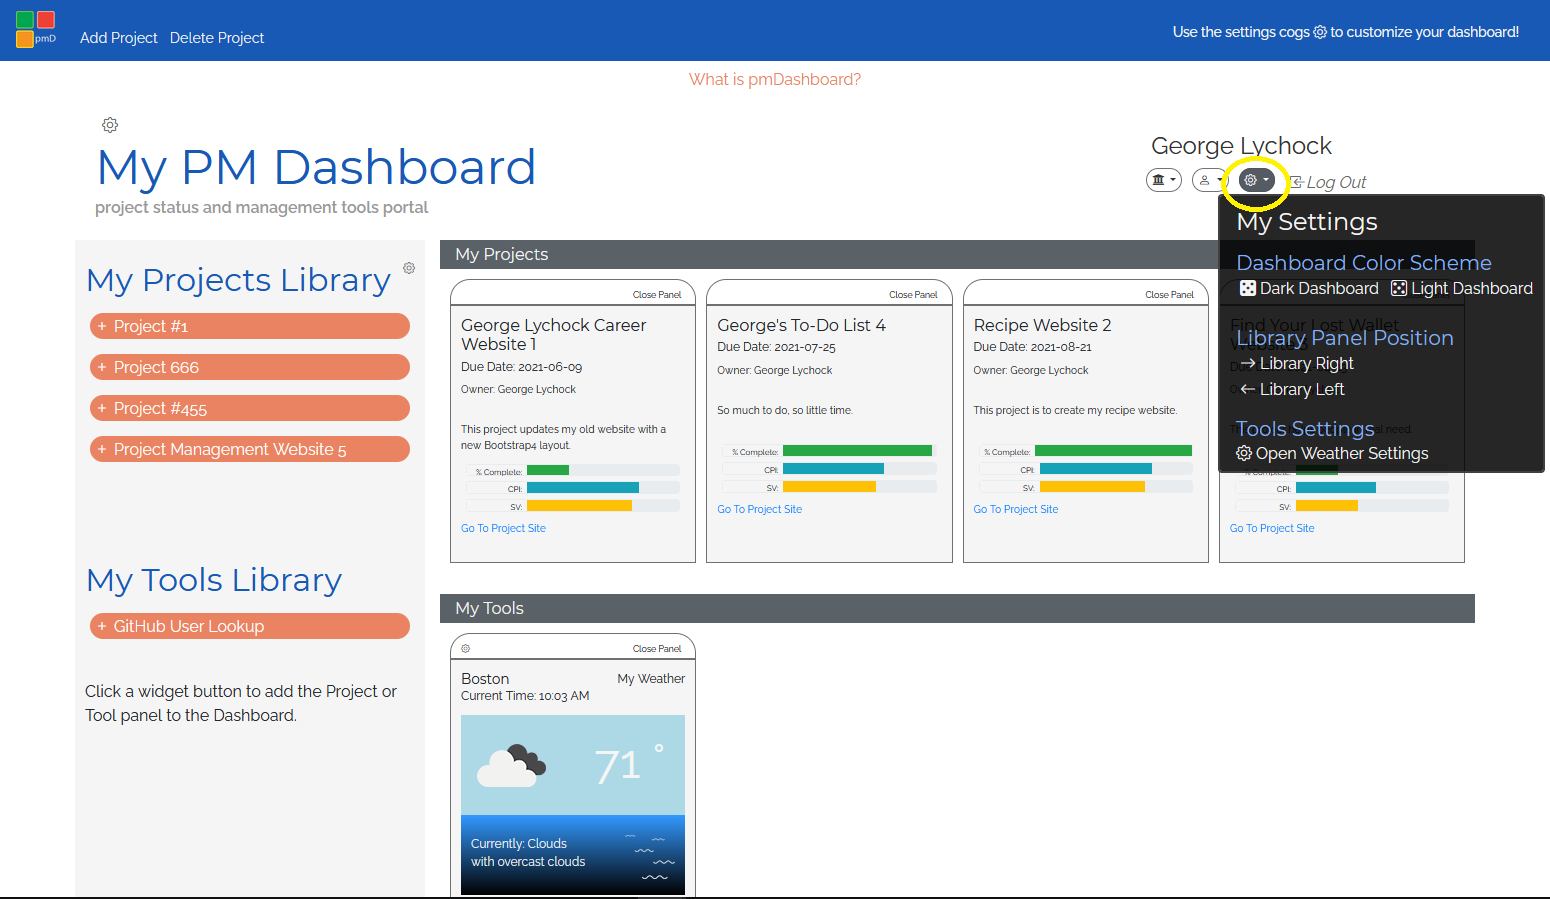 pmD
Add Project Delete Project
Use the settings cogs to customize your dashboard!
What is pmDashboard?
My PM Dashboard
project status and management tools portal
George Lychock
Log Out
My Settings
Dashboard Color Scheme
Dark Dashboard Light Dashboard
Library Panel Position
Library Right
Library Left
Tools Settings
Open Weather Settings
My Projects Library
+ Project #1
+ Project 666
+ Project #455
+ Project Management Website 5
My Tools Library
+ GitHub User Lookup
Click a widget button to add the Project or
Tool panel to the Dashboard.
My Projects
Close Panel
George Lychock Career
Website 1
Due Date: 2021-06-09
Owner: George Lychock
This project updates my old website with a
new Bootstrap4 layout.
% Complete:
CPI:
SV:
Go To Project Site
Close Panel
George's To-Do List 4
Due Date: 2021-07-25
Owner: George Lychock
So much to do, so little time.
% Complete:
CPI:
SV:
Go To Project Site
Close Panel
Recipe Website 2
Due Date: 2021-08-21
Owner: George Lychock
This project is to create my recipe website.
% Complete:
CPI:
SV:
Go To Project Site
Find Your Lost Wallet
CPI:
SV:
Go To Project Site
My Tools
Close Panel
Boston
My Weather
Current Time: 10:03 AM
71 °
Currently: Clouds
with overcast clouds